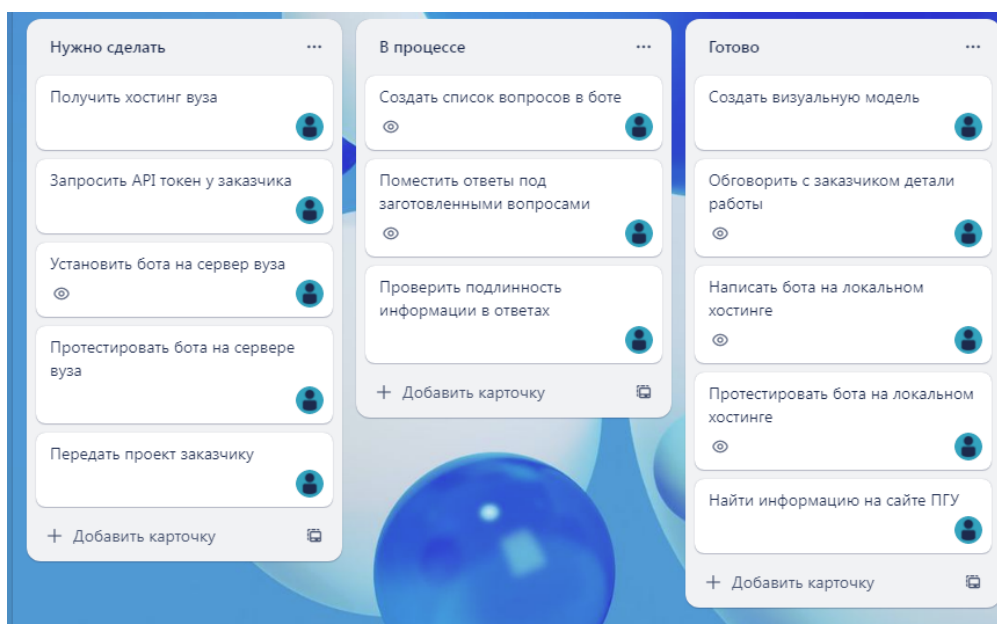 Нужно сделать
Получить хостинг вуза
Запросить API токен у заказчика
Установить бота на сервер вуза
Протестировать бота на сервере
вуза
Передать проект заказчику
+ Добавить карточку
В процессе
Создать список вопросов в боте
Поместить ответы под
заготовленными вопросами
Проверить подлинность
информации в ответах
+ Добавить карточку
Готово
Создать визуальную модель
Обговорить с заказчиком детали
работы
Написать бота на локальном
хостинге
Протестировать бота на локальном
хостинге
Найти информацию на сайте ПГУ
+ Добавить карточку